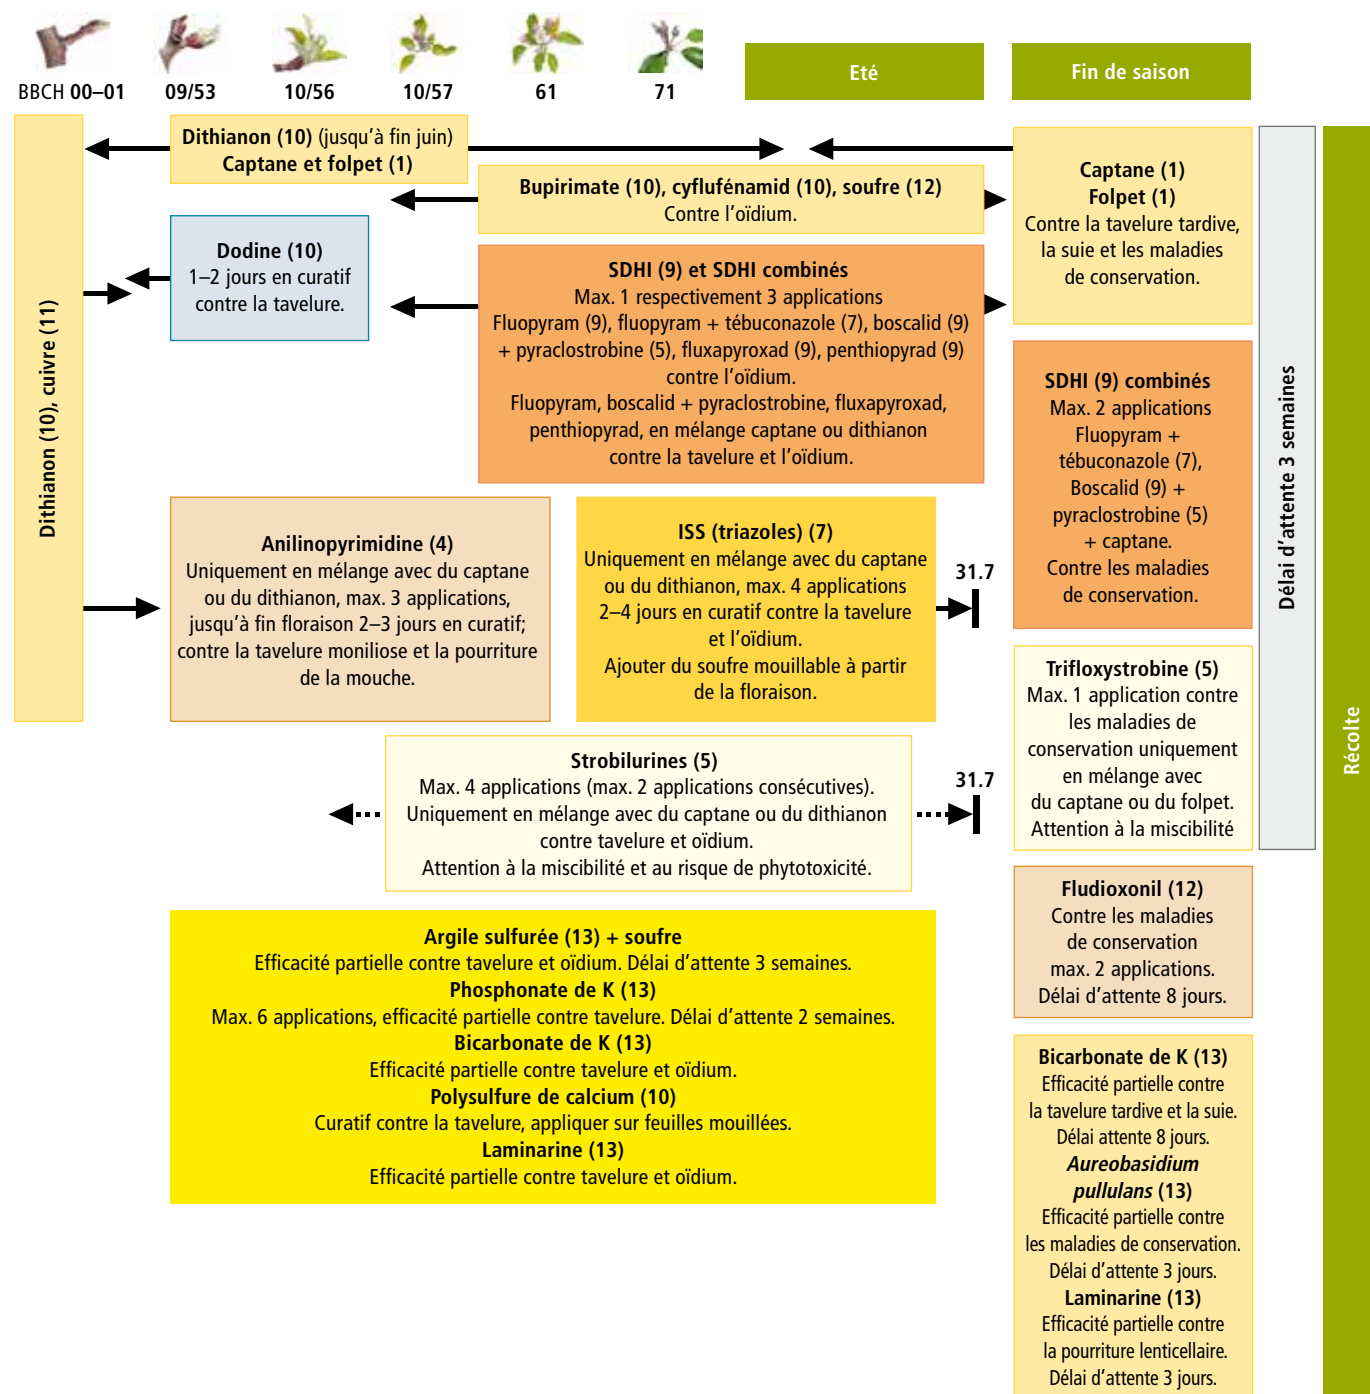 BBCH 00–01
09/53
10/56
10/57
61
71
Eté
Fin de saison
Dithianon (10), cuivre (11)
Dithianon (10) (jusqu'à fin juin)
Captane et folpet (1)
Bupirimate (10), cyflufénamid (10), soufre (12)
Contre l'oïdium.
Dodine (10)
1–2 jours en curatif
contre la tavelure.
SDHI (9) et SDHI combinés
Max. 1 respectivement 3 applications
Fluopyram (9), fluopyram + tébuconazole (7), boscalid (9)
+ pyraclostrobine (5), fluxapyroxad (9), penthiopyrad (9)
contre l'oïdium.
Fluopyram, boscalid + pyraclostrobine, fluxapyroxad,
penthiopyrad, en mélange captane ou dithianon
contre la tavelure et l'oïdium.
Anilinopyrimidine (4)
Uniquement en mélange avec du captane
ou du dithianon, max. 3 applications,
jusqu'à fin floraison 2–3 jours en curatif;
contre la tavelure moniliose et la pourriture
de la mouche.
ISS (triazoles) (7)
Uniquement en mélange avec du captane
ou du dithianon, max. 4 applications
2–4 jours en curatif contre la tavelure
et l'oïdium.
Ajouter du soufre mouillable à partir
de la floraison.
31.7
Strobilurines (5)
Max. 4 applications (max. 2 applications consécutives).
Uniquement en mélange avec du captane ou du dithianon
contre tavelure et oïdium.
Attention à la miscibilité et au risque de phytotoxicité.
31.7
Argile sulfurée (13) + soufre
Efficacité partielle contre tavelure et oïdium. Délai d'attente 3 semaines.
Phosphonate de K (13)
Max. 6 applications, efficacité partielle contre tavelure. Délai d'attente 2 semaines.
Bicarbonate de K (13)
Efficacité partielle contre tavelure et oïdium.
Polysulfure de calcium (10)
Curatif contre la tavelure, appliquer sur feuilles mouillées.
Laminarine (13)
Efficacité partielle contre tavelure et oïdium.
Captane (1)
Folpet (1)
Contre la tavelure tardive,
la suie et les maladies
de conservation.
SDHI (9) combinés
Max. 2 applications
Fluopyram +
tébuconazole (7),
Boscalid (9) +
pyraclostrobine (5)
+ captane.
Contre les maladies
de conservation.
Trifloxystrobine (5)
Max. 1 application contre
les maladies de
conservation uniquement
en mélange avec
du captane ou du folpet.
Attention à la miscibilité
Fludioxonil (12)
Contre les maladies
de conservation
max. 2 applications.
Délai d'attente 8 jours.
Bicarbonate de K (13)
Efficacité partielle contre
la tavelure tardive et la suie.
Délai attente 8 jours.
Aureobasidium
pullulans (13)
Efficacité partielle contre
les maladies de conservation.
Délai d'attente 3 jours.
Laminarine (13)
Efficacité partielle contre
la pourriture lenticellaire.
Délai d'attente 3 jours.
Délai d'attente 3 semaines
Récolte